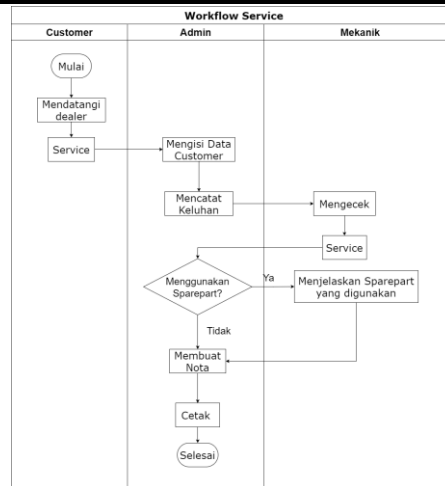 Workflow Service
Customer
Admin
Mekanik
Mulai
Mendatangi
dealer
Service
Mengisi Data
Customer
Mencatat
Keluhan
Mengecek
Service
Menggunakan
Sparepart?
Ya
Menjelaskan Sparepart
yang digunakan
Tidak
Membuat
Nota
Cetak
Selesai